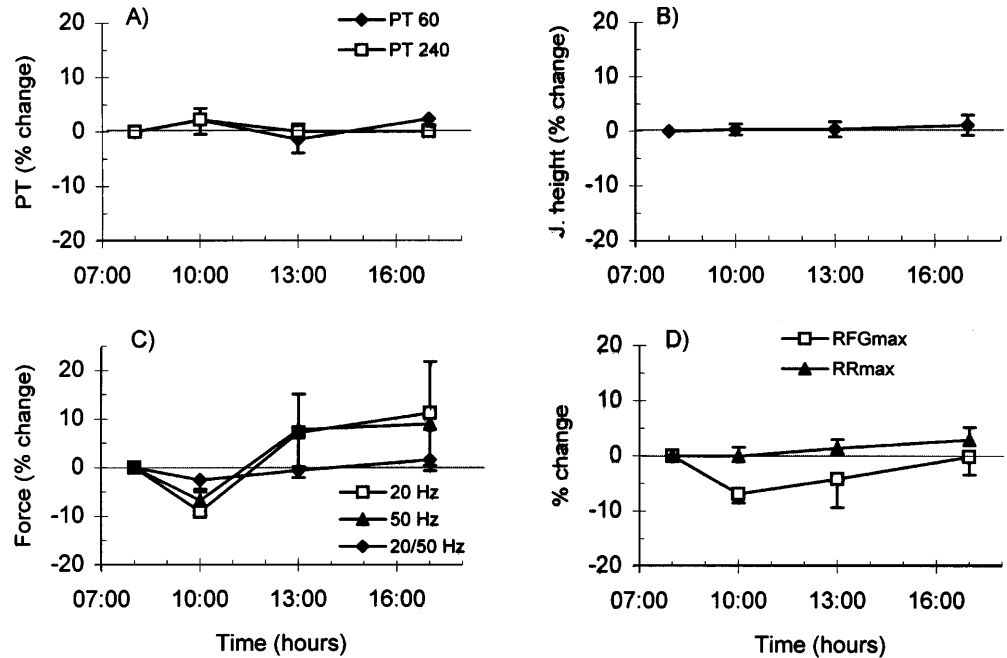 A)
PT 60
PT 240
PT (% change)
20
10
0
-10
-20
07:00 10:00 13:00 16:00
B)
J. height (% change)
20
10
0
-10
-20
07:00 10:00 13:00 16:00
C)
Force (% change)
20
10
0
-10
-20
20 Hz
50 Hz
20/50 Hz
07:00 10:00 13:00 16:00
Time (hours)
D)
RFGmax
RRmax
% change
20
10
0
-10
-20
07:00 10:00 13:00 16:00
Time (hours)